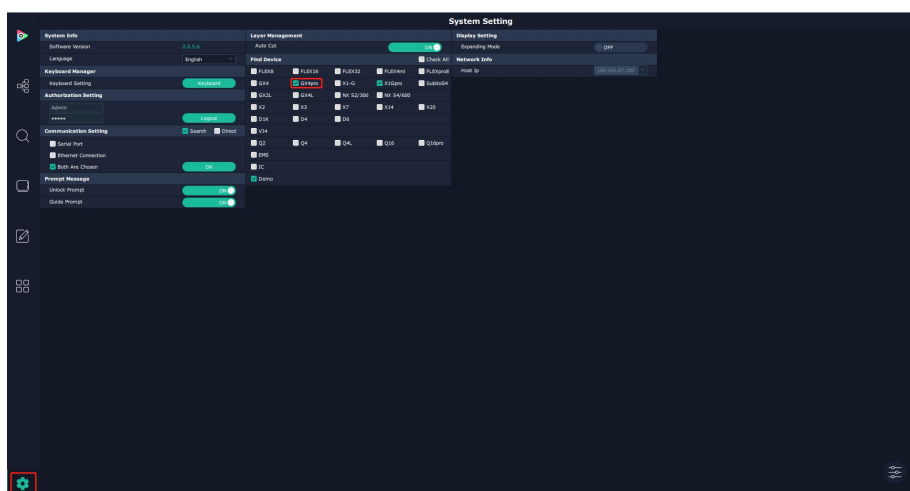 System Setting
System Info
Software Version 2.0.5.6
Language English
Keyboard Manager
Keyboard Setting Keyboard
Authorization Setting
Admin
***** Logout
Communication Setting Search Direct
Serial Port
Ethernet Connection
Both Are Chosen OK
Prompt Message
Unlock Prompt ON
Guide Prompt ON
Layer Management
Auto Cut ON
Find Device Check All
FLEX8 FLEX16 FLEX32 FLEX4ml FLEXpro8
GX4 GX4pro X1-G X1Gpro SubitoS4
GX2L GX4L NX S2/300 NX S4/600
X2 X3 X7 X14 X20
D1K D4 D6
VJ4
Q2 Q4 Q4L Q16 Q16pro
EMS
IC
Demo
Display Setting
Expanding Mode OFF
Network Info
Host Ip